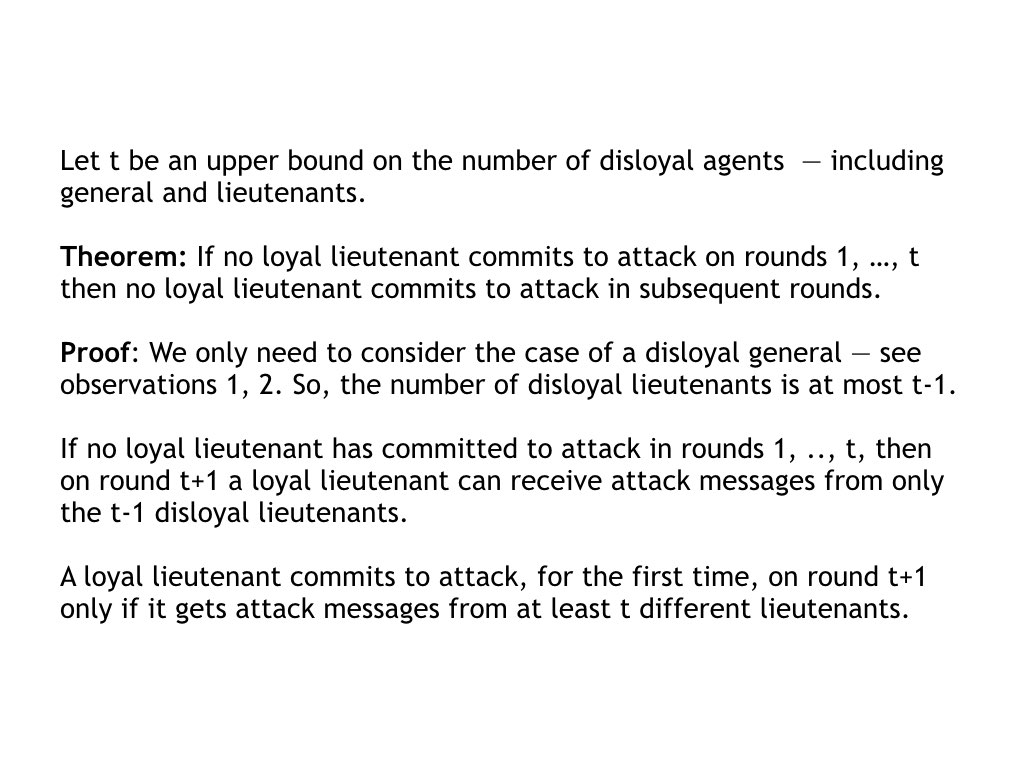 Let t be an upper bound on the number of disloyal agents — including
general and lieutenants.
Theorem: If no loyal lieutenant commits to attack on rounds 1, …, t
then no loyal lieutenant commits to attack in subsequent rounds.
Proof: We only need to consider the case of a disloyal general — see
observations 1, 2. So, the number of disloyal lieutenants is at most t-1.
If no loyal lieutenant has committed to attack in rounds 1, .., t, then
on round t+1 a loyal lieutenant can receive attack messages from only
the t-1 disloyal lieutenants.
A loyal lieutenant commits to attack, for the first time, on round t+1
only if it gets attack messages from at least t different lieutenants.